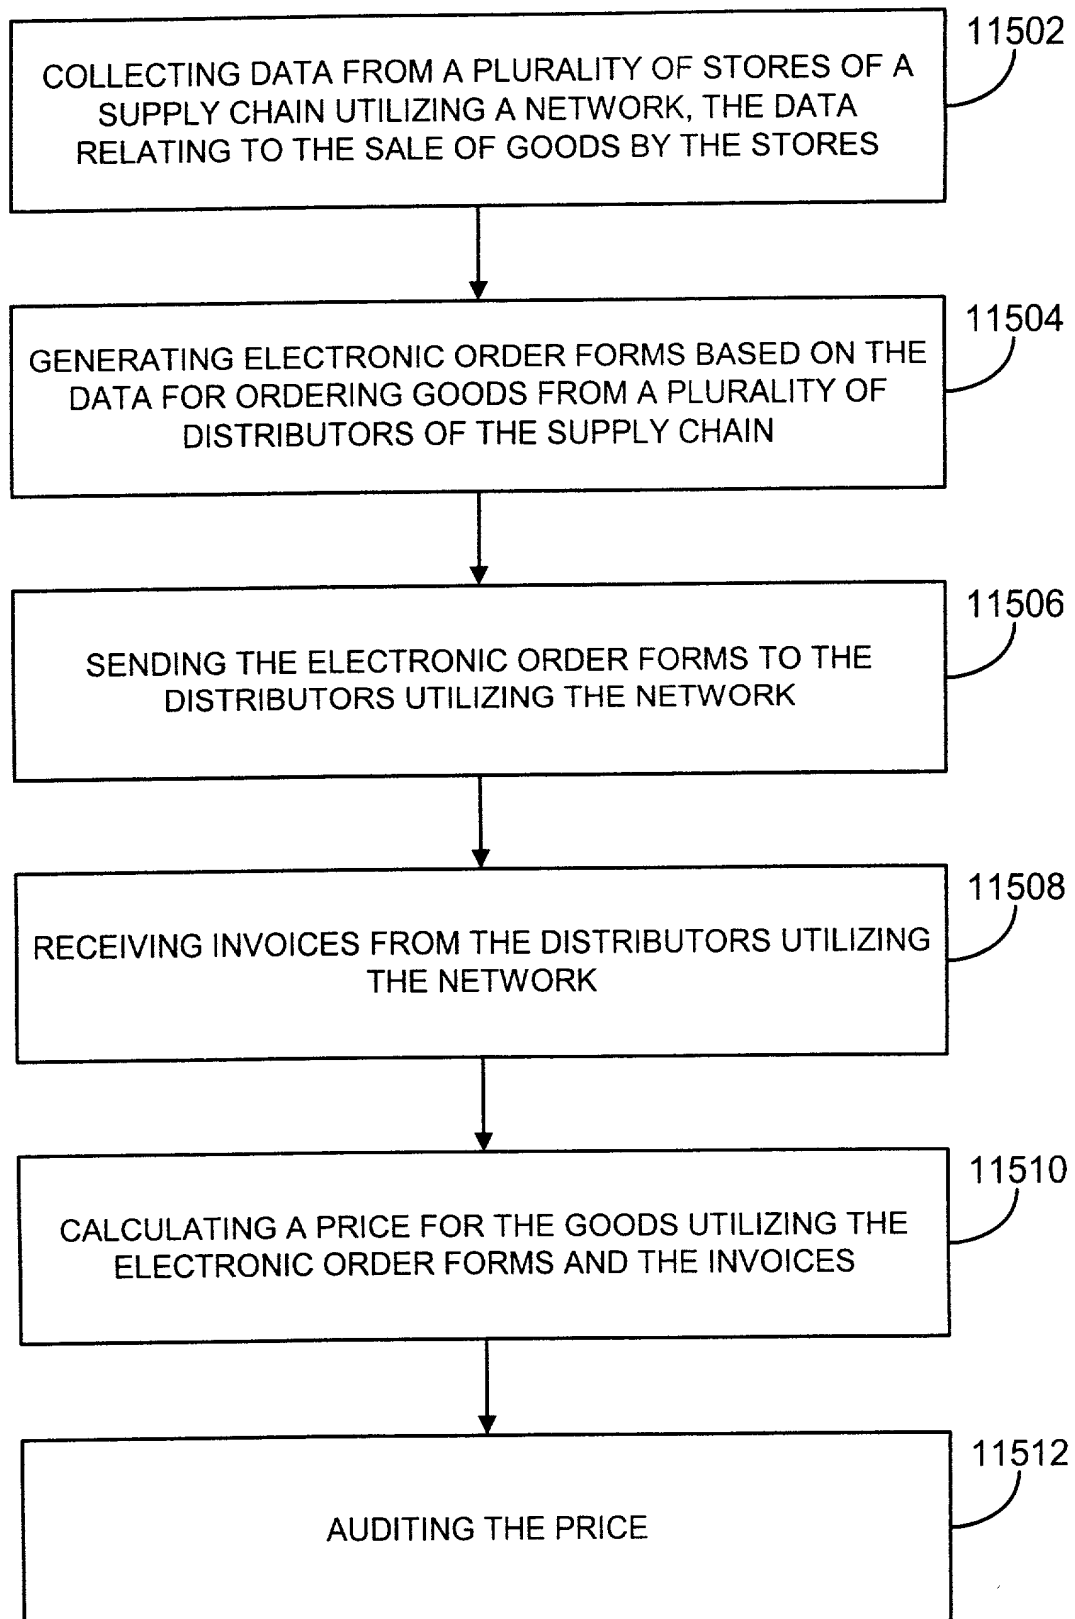 11502
COLLECTING DATA FROM A PLURALITY OF STORES OF A
SUPPLY CHAIN UTILIZING A NETWORK, THE DATA
RELATING TO THE SALE OF GOODS BY THE STORES
11504
GENERATING ELECTRONIC ORDER FORMS BASED ON THE
DATA FOR ORDERING GOODS FROM A PLURALITY OF
DISTRIBUTORS OF THE SUPPLY CHAIN
11506
SENDING THE ELECTRONIC ORDER FORMS TO THE
DISTRIBUTORS UTILIZING THE NETWORK
11508
RECEIVING INVOICES FROM THE DISTRIBUTORS UTILIZING
THE NETWORK
11510
CALCULATING A PRICE FOR THE GOODS UTILIZING THE
ELECTRONIC ORDER FORMS AND THE INVOICES
11512
AUDITING THE PRICE